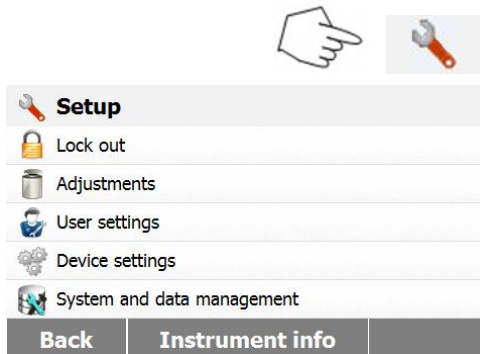 Setup
Lock out
Adjustments
User settings
Device settings
System and data management
Back Instrument info